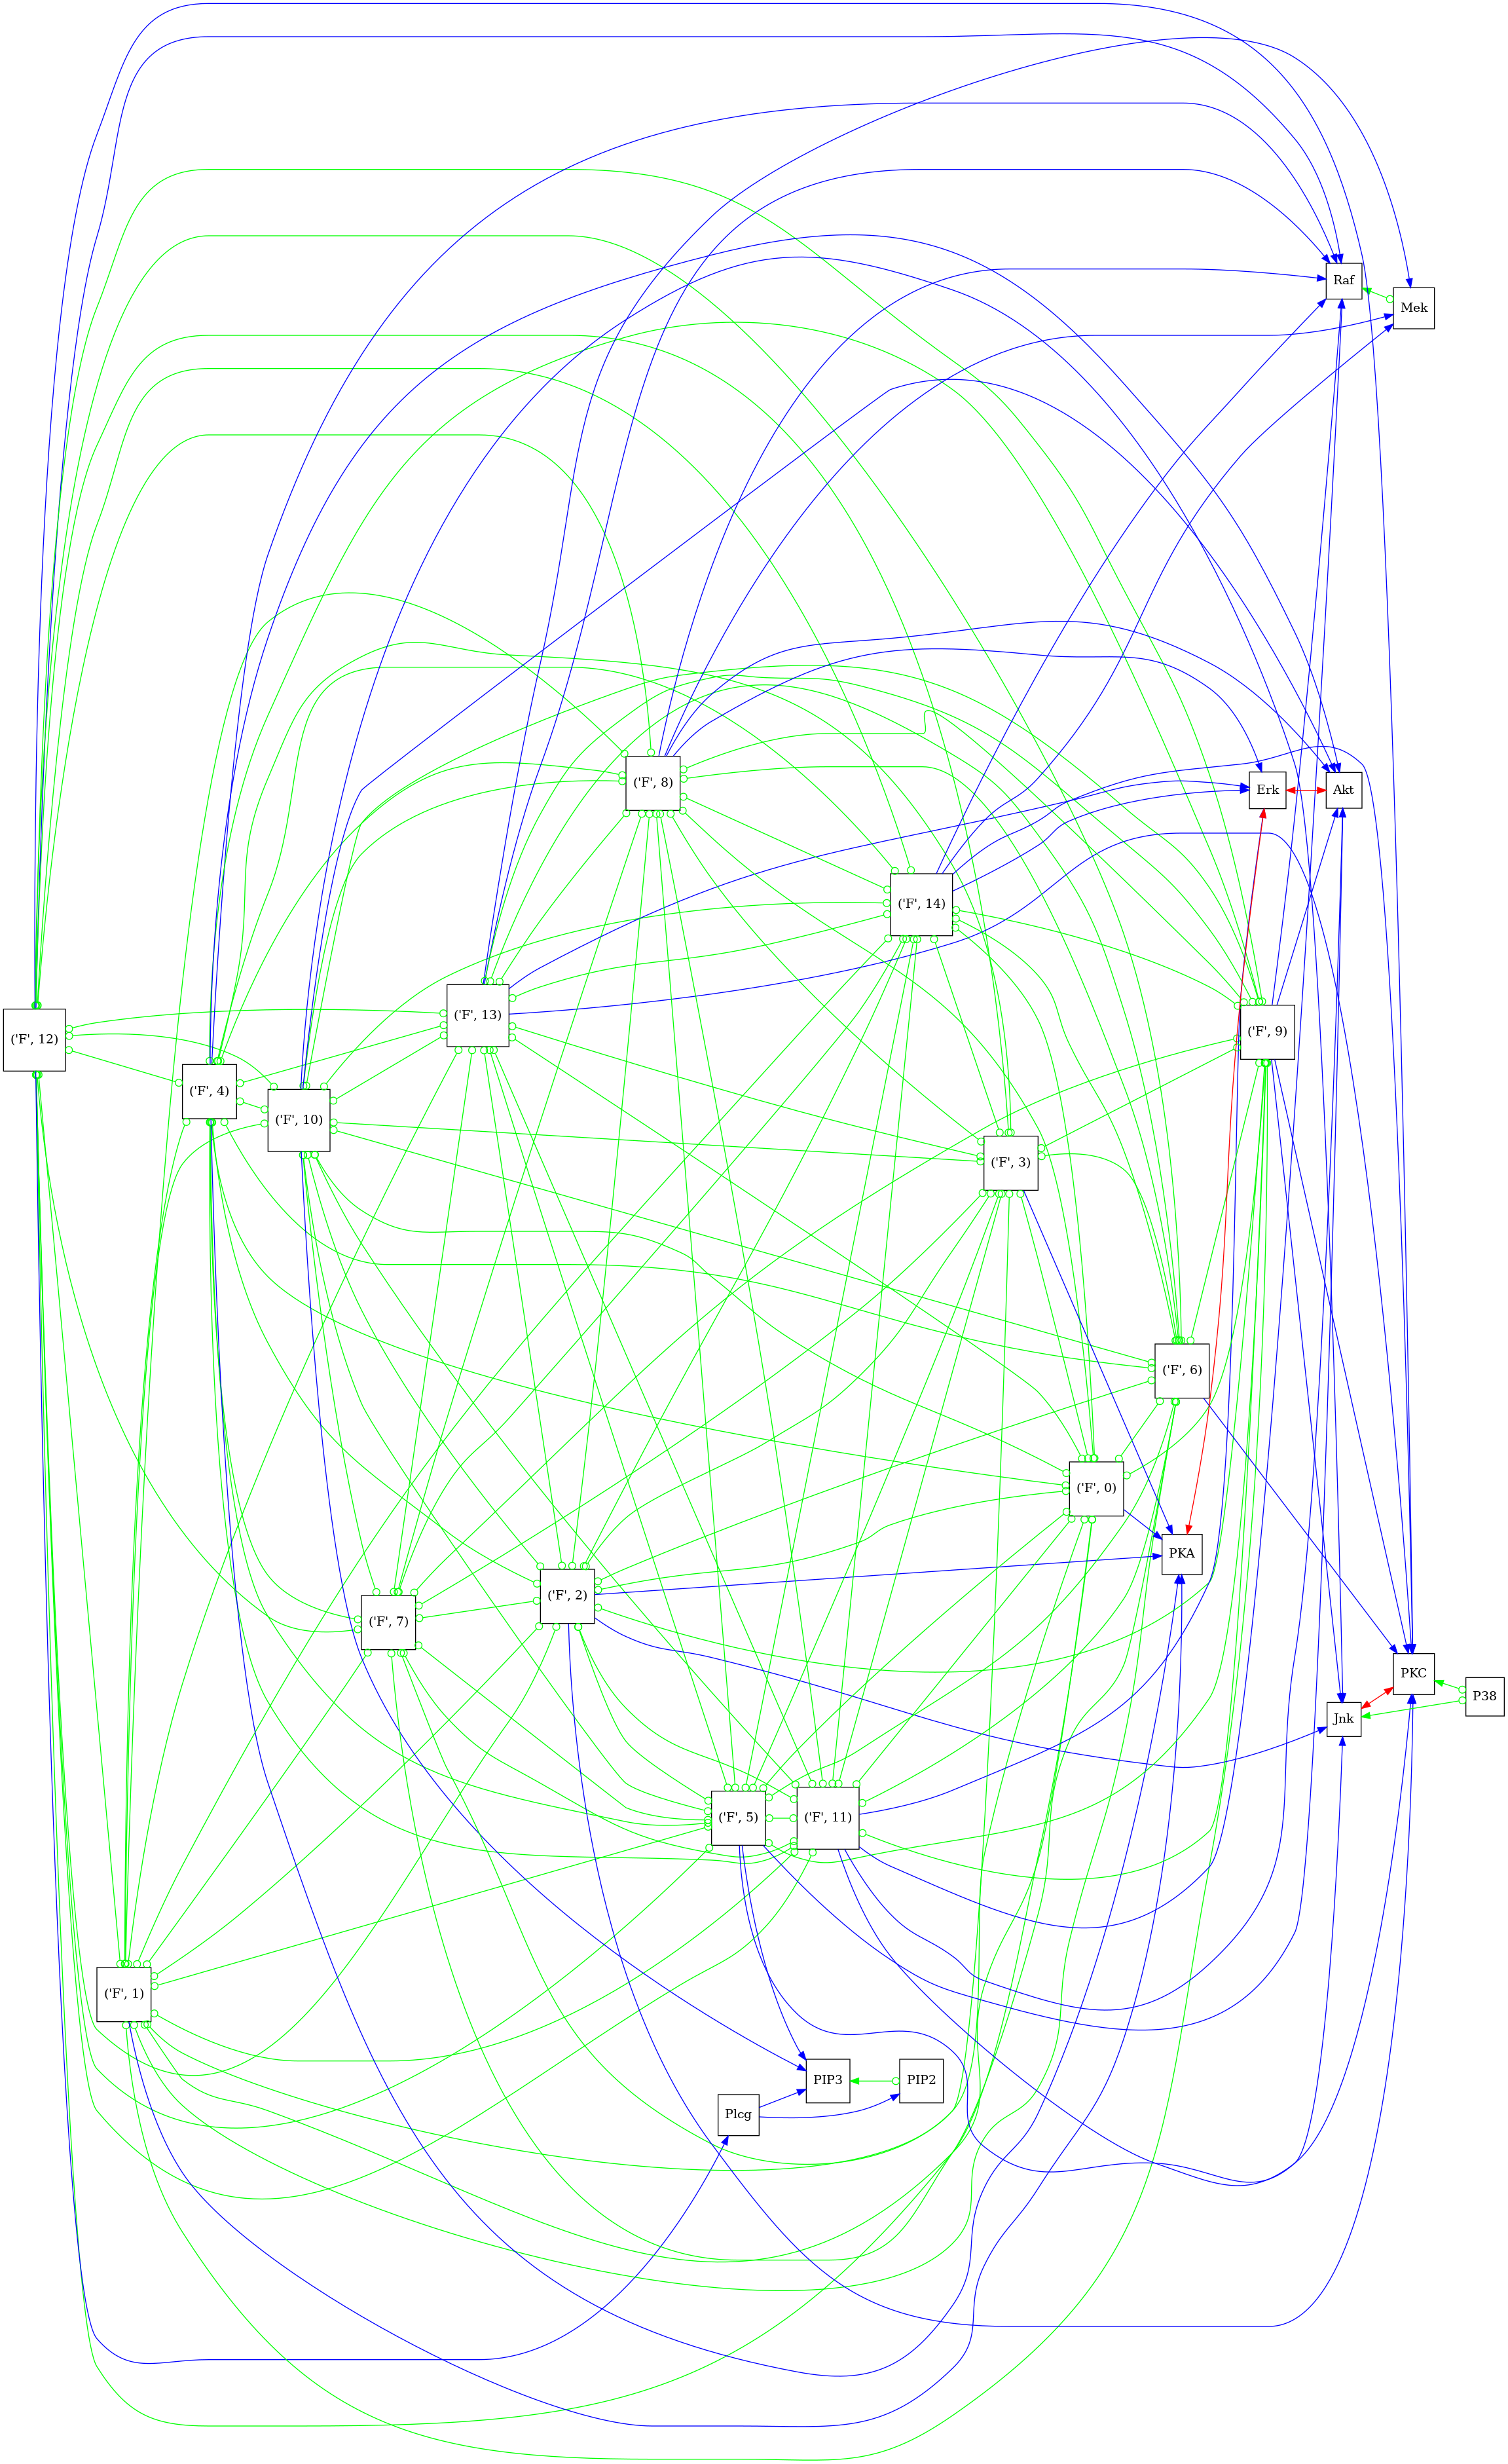 Raf
Mek
('F', 8)
Erk
Akt
('F', 14)
('F', 13)
('F', 9)
('F', 12)
('F', 4)
('F', 10)
('F', 3)
('F', 6)
('F', 0)
PKA
('F', 2)
('F', 7)
PKC
P38
Jnk
('F', 5)
('F', 11)
('F', 1)
PIP3
PIP2
Plcg